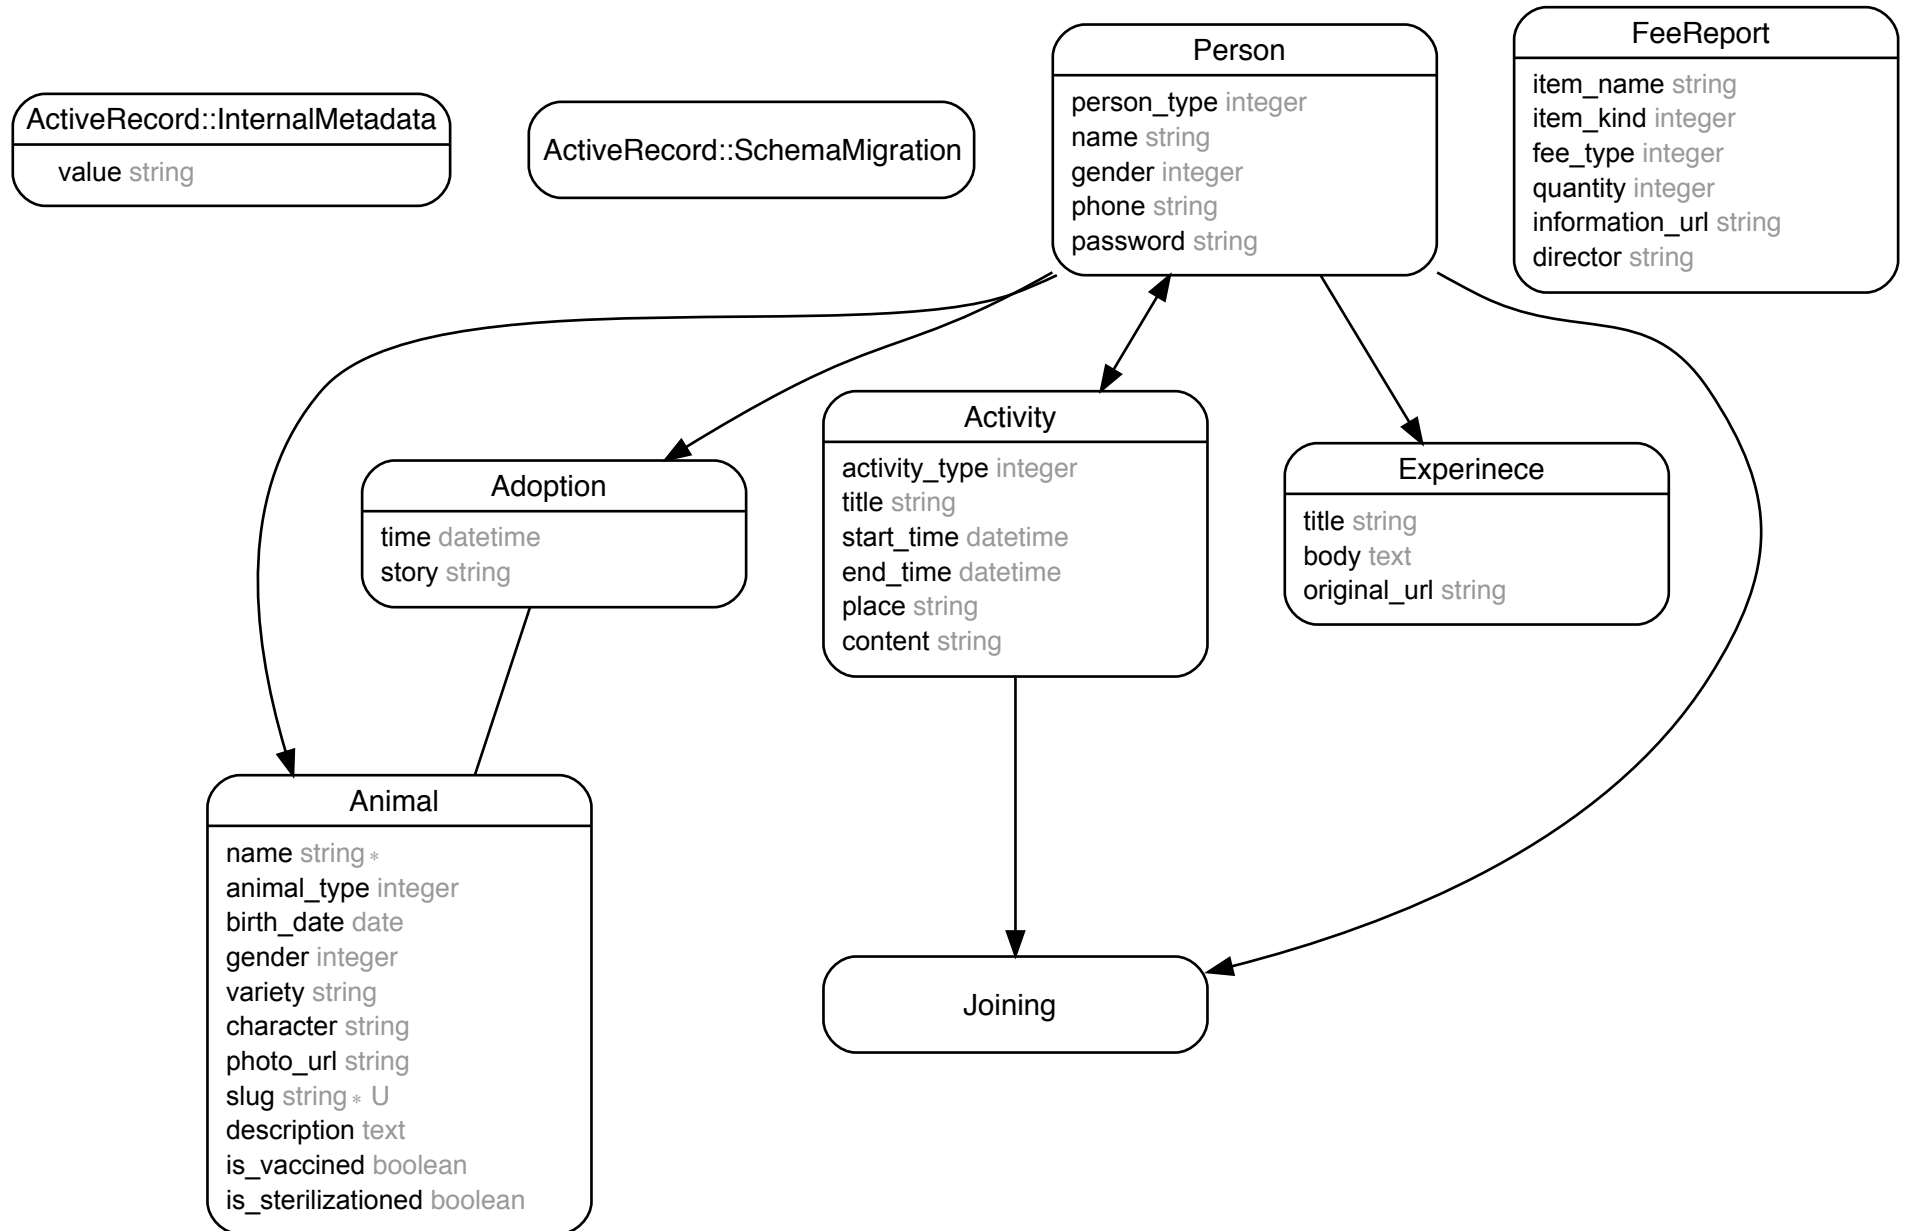 ActiveRecord::InternalMetadata
value string
ActiveRecord::SchemaMigration
Person
person_type integer
name string
gender integer
phone string
password string
FeeReport
item_name string
item_kind integer
fee_type integer
quantity integer
information_url string
director string
Adoption
time datetime
story string
Activity
activity_type integer
title string
start_time datetime
end_time datetime
place string
content string
Experinece
title string
body text
original_url string
Animal
name string *
animal_type integer
birth_date date
gender integer
variety string
character string
photo_url string
slug string * U
description text
is_vaccined boolean
is_sterilizationed boolean
Joining